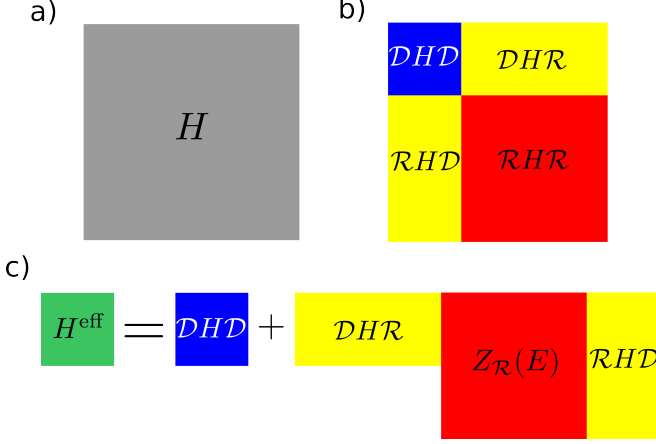 a)
H
b)
𝒟H𝒟 𝒟Hℛ
ℛH𝒟 ℛHℛ
c)
H^eff = 𝒟H𝒟 + 𝒟Hℛ Z_ℛ(E) ℛH𝒟